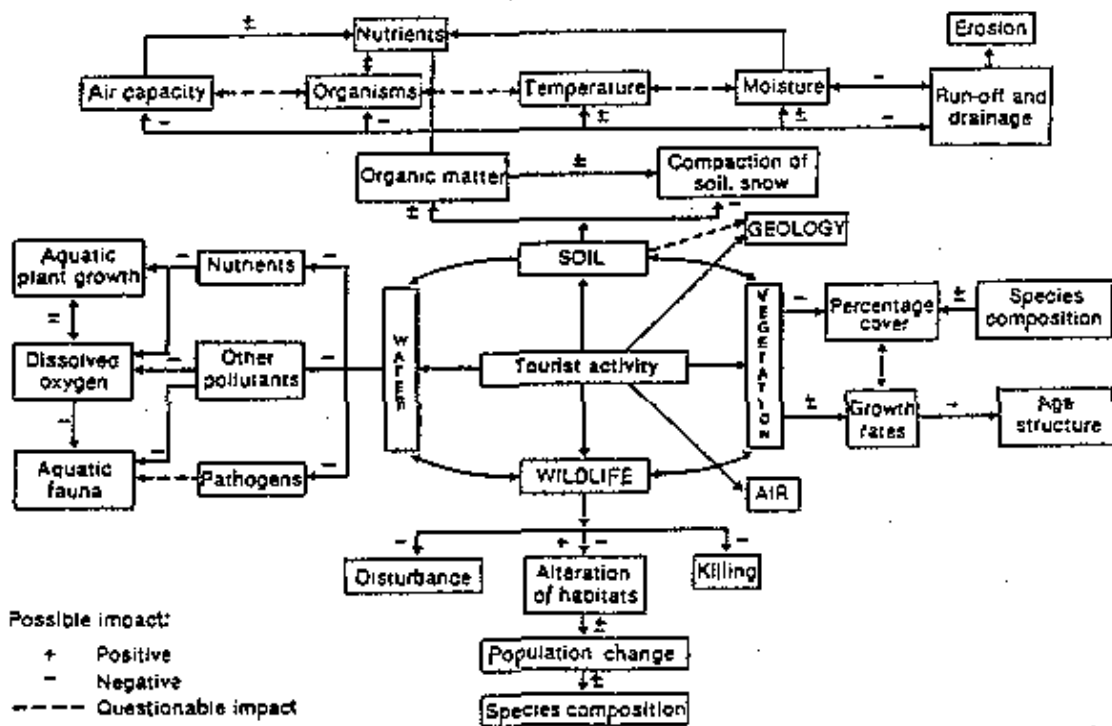 ±
Nutrients
Erosion
±
Air capacity
Organisms
Temperature
Moisture
–
Run-off and
drainage
–
–
±
±
–
Organic matter
±
Compaction of
soil, snow
±
–
GEOLOGY
SOIL
Aquatic
plant growth
–
Nutrients
–
Dissolved
oxygen
–
Other
pollutants
–
WATER
Tourist activity
VEGETATION
–
Percentage
cover
±
Species
composition
±
Growth
rates
Age
structure
–
Aquatic
fauna
–
Pathogens
–
WILDLIFE
AIR
–
+
–
–
Disturbance
Alteration
of habitats
Killing
±
Population change
±
Species composition
Possible impact:
+ Positive
– Negative
---- Questionable impact